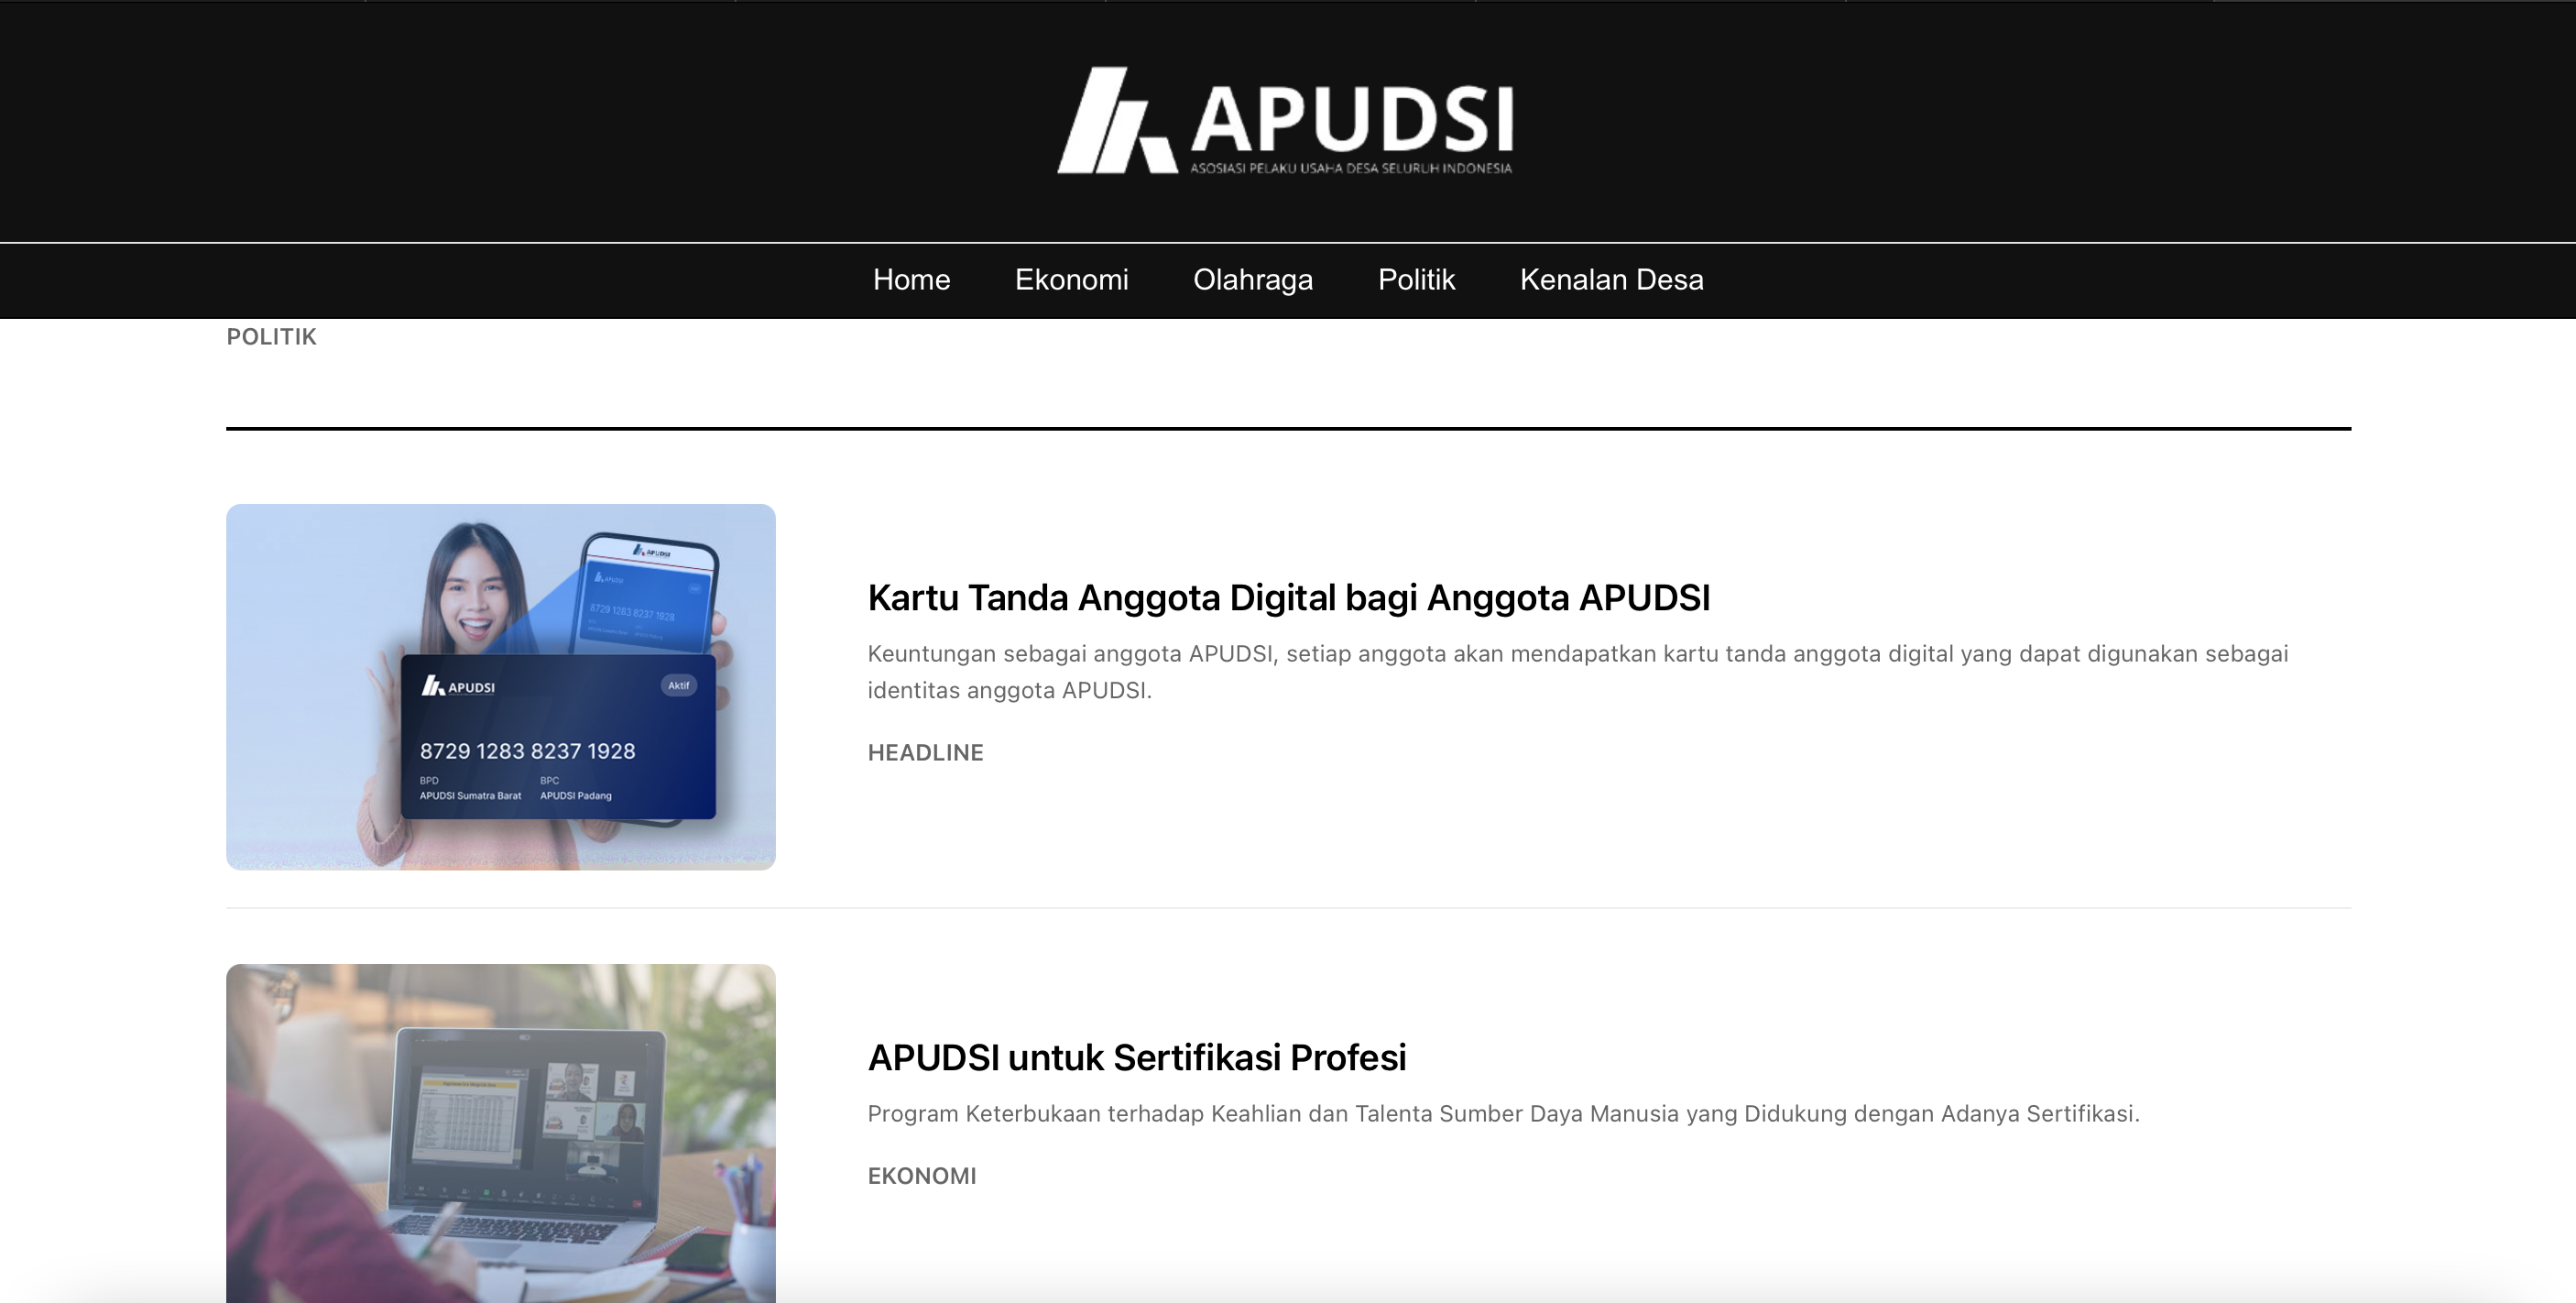 APUDSI
ASOSIASI PELAKU USAHA DESA SELURUH INDONESIA
Home
Ekonomi
Olahraga
Politik
Kenalan Desa
POLITIK
APUDSI
APUDSI
8729 1283 8237 1928
APUDSI
Aktif
8729 1283 8237 1928
BPD
BPC
APUDSI Sumatra Barat
APUDSI Padang
Kartu Tanda Anggota Digital bagi Anggota APUDSI
Keuntungan sebagai anggota APUDSI, setiap anggota akan mendapatkan kartu tanda anggota digital yang dapat digunakan sebagai
identitas anggota APUDSI.
HEADLINE
APUDSI untuk Sertifikasi Profesi
Program Keterbukaan terhadap Keahlian dan Talenta Sumber Daya Manusia yang Didukung dengan Adanya Sertifikasi.
EKONOMI